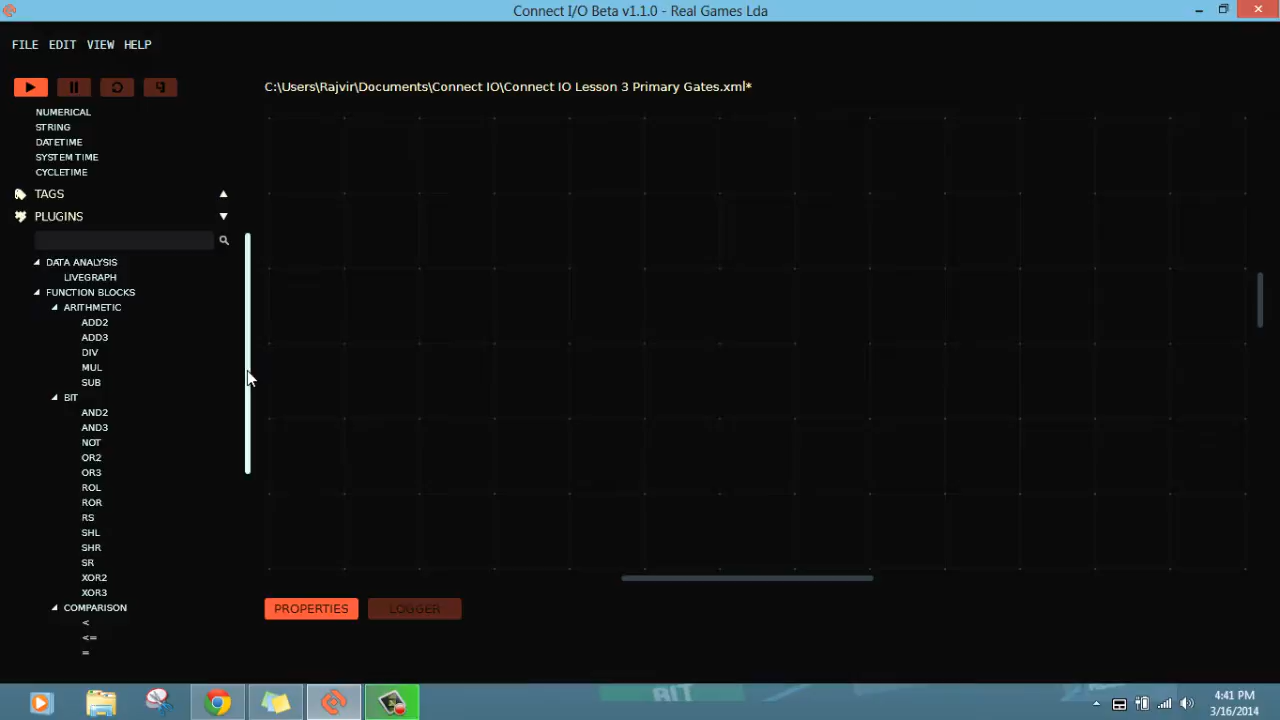 Connect I/O Beta v1.1.0 - Real Games Lda
FILE EDIT VIEW HELP
C:\Users\Rajvir\Documents\Connect IO\Connect IO Lesson 3 Primary Gates.xml*
NUMERICAL
STRING
DATETIME
SYSTEM TIME
CYCLETIME
TAGS
PLUGINS
DATA ANALYSIS
LIVEGRAPH
FUNCTION BLOCKS
ARITHMETIC
ADD2
ADD3
DIV
MUL
SUB
BIT
AND2
AND3
NOT
OR2
OR3
ROL
ROR
RS
SHL
SHR
SR
XOR2
XOR3
COMPARISON
<
<=
=
PROPERTIES LOGGER
BIT
4:41 PM
3/16/2014